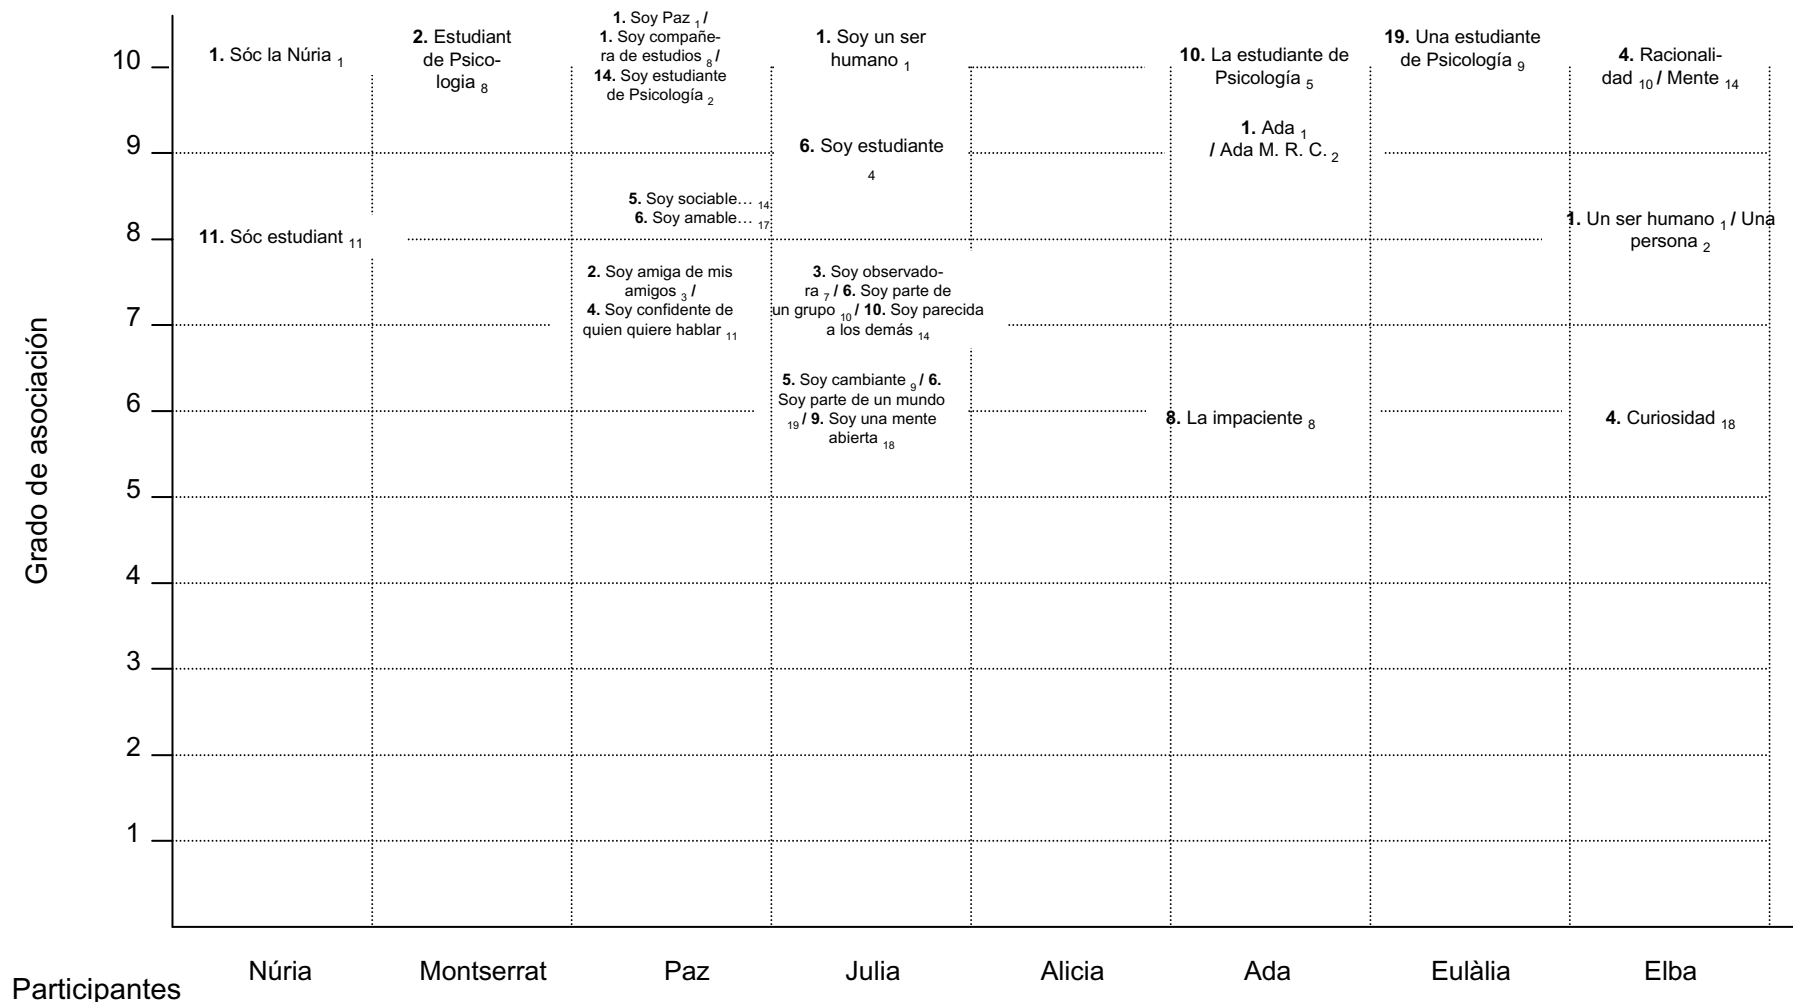 Grado de asociación
10
9
8
7
6
5
4
3
2
1
1. Sóc la Núria 1
11. Sóc estudiant 11
2. Estudiant
de Psico-
logia 8
1. Soy Paz 1 /
1. Soy compañe-
ra de estudios 8 /
14. Soy estudiante
de Psicología 2
5. Soy sociable… 14
6. Soy amable… 17
2. Soy amiga de mis
amigos 3 /
4. Soy confidente de
quien quiere hablar 11
1. Soy un ser
humano 1
6. Soy estudiante
4
3. Soy observado-
ra 7 / 6. Soy parte de
un grupo 10 / 10. Soy parecida
a los demás 14
5. Soy cambiante 9 / 6.
Soy parte de un mundo
19 / 9. Soy una mente
abierta 18
10. La estudiante de
Psicología 5
1. Ada 1
/ Ada M. R. C. 2
8. La impaciente 8
19. Una estudiante
de Psicología 9
4. Racionali-
dad 10 / Mente 14
1. Un ser humano 1 / Una
persona 2
4. Curiosidad 18
Participantes
Núria
Montserrat
Paz
Julia
Alicia
Ada
Eulàlia
Elba